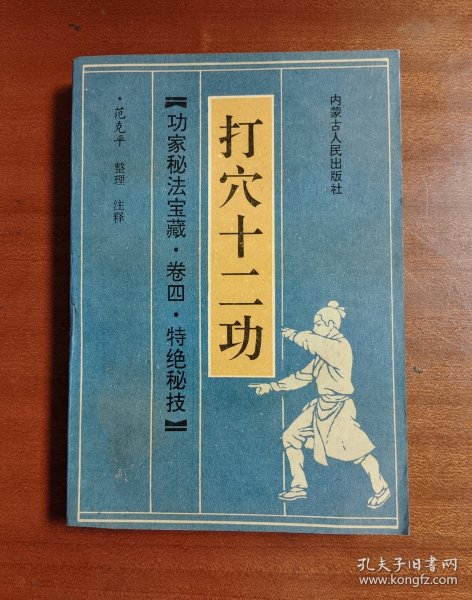 内蒙古人民出版社
打穴十二功
【功家秘法宝藏·卷四·特绝秘技】
·范克平 整理 注释
孔夫子旧书网
www.kongfz.com